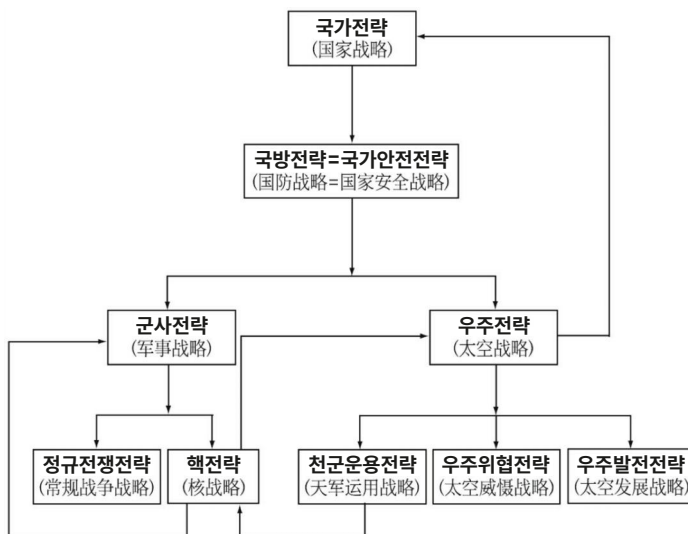 국가전략
(国家战略)
국방전략=국가안전전략
(国防战略=国家安全战略)
군사전략
(军事战略)
우주전략
(太空战略)
정규전쟁전략
(常规战争战略)
핵전략
(核战略)
천군운용전략
(天军运用战略)
우주위협전략
(太空威慑战略)
우주발전전략
(太空发展战略)